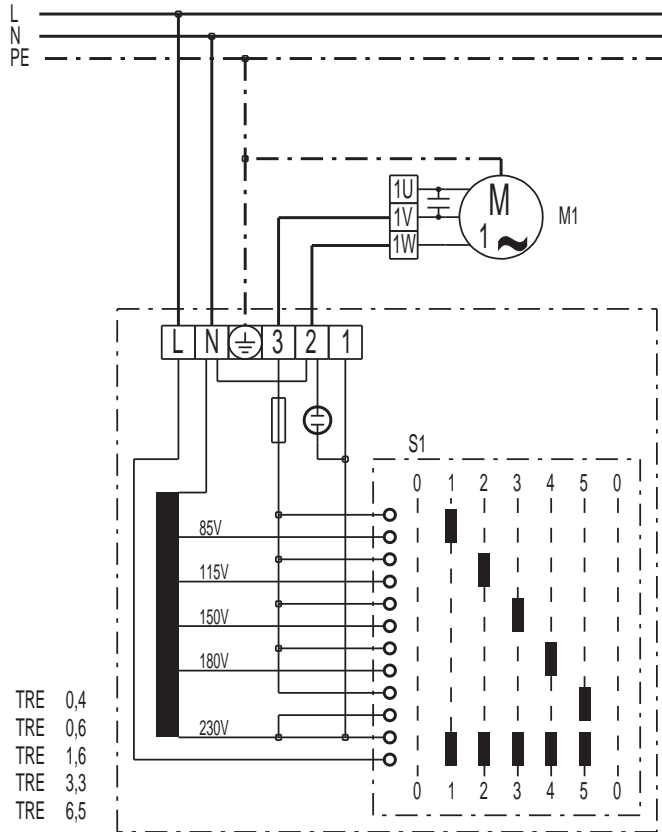 L
N
PE
1U
1V
1W
M
1
M1
L N 3 2 1
S1
0 1 2 3 4 5 0
85V
115V
150V
180V
230V
TRE 0,4
TRE 0,6
TRE 1,6
TRE 3,3
TRE 6,5
0 1 2 3 4 5 0